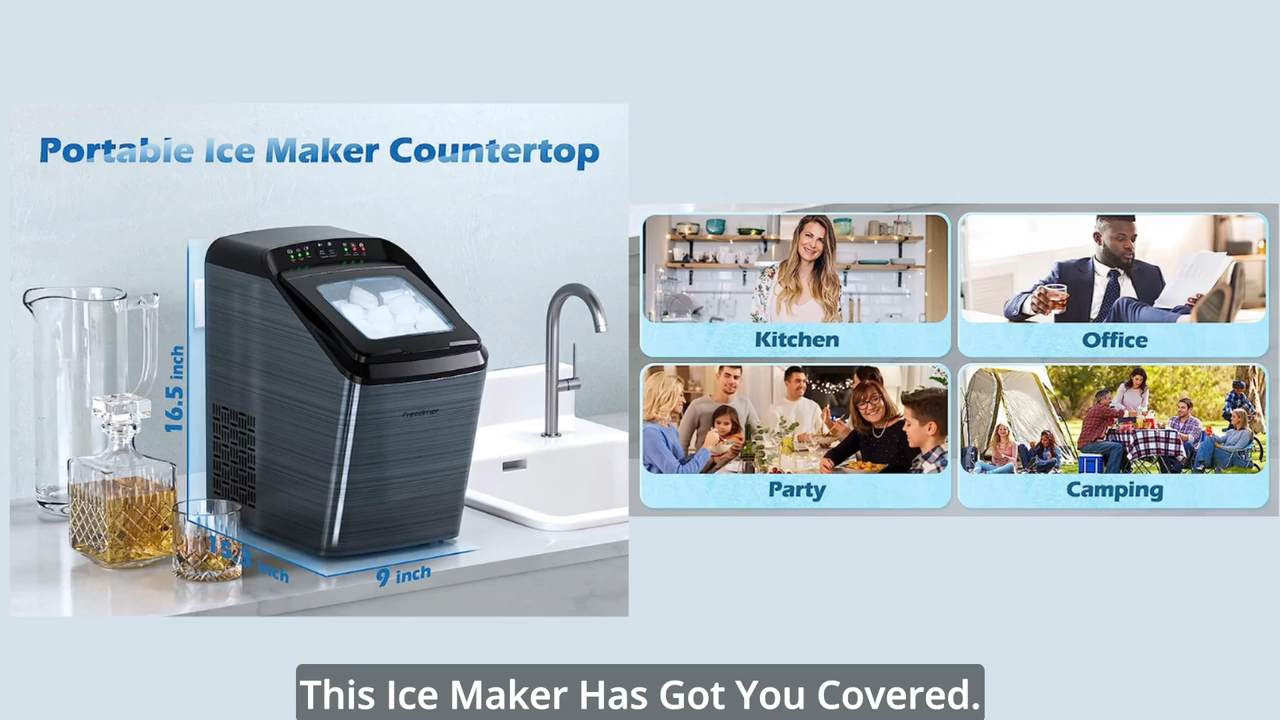 Portable Ice Maker Countertop
16.5 inch
inch
9 inch
Kitchen
Office
Party
Camping
This Ice Maker Has Got You Covered.